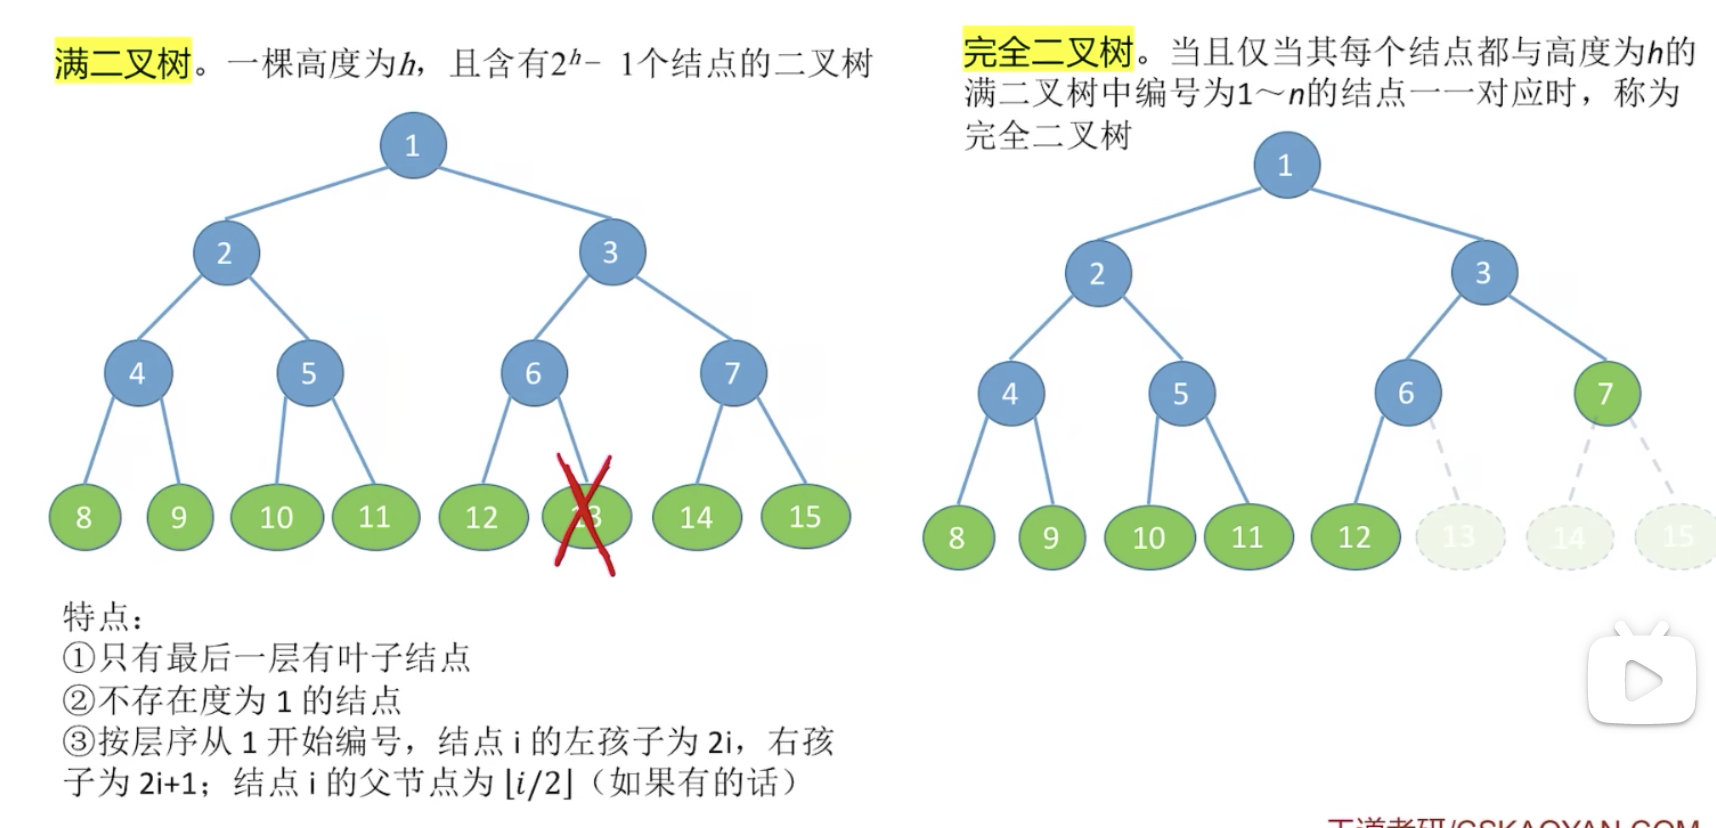 满二叉树。一棵高度为h，且含有2ʰ − 1个结点的二叉树
1
2 3
4 5 6 7
8 9 10 11 12 13 14 15
特点：
①只有最后一层有叶子结点
②不存在度为 1 的结点
③按层序从 1 开始编号，结点 i 的左孩子为 2i，右孩
子为 2i+1；结点 i 的父节点为 ⌊i/2⌋（如果有的话）
完全二叉树。当且仅当其每个结点都与高度为h的
满二叉树中编号为1～n的结点一一对应时，称为
完全二叉树
1
2 3
4 5 6 7
8 9 10 11 12 13 14 15
王道考研/CSKAOYAN.COM